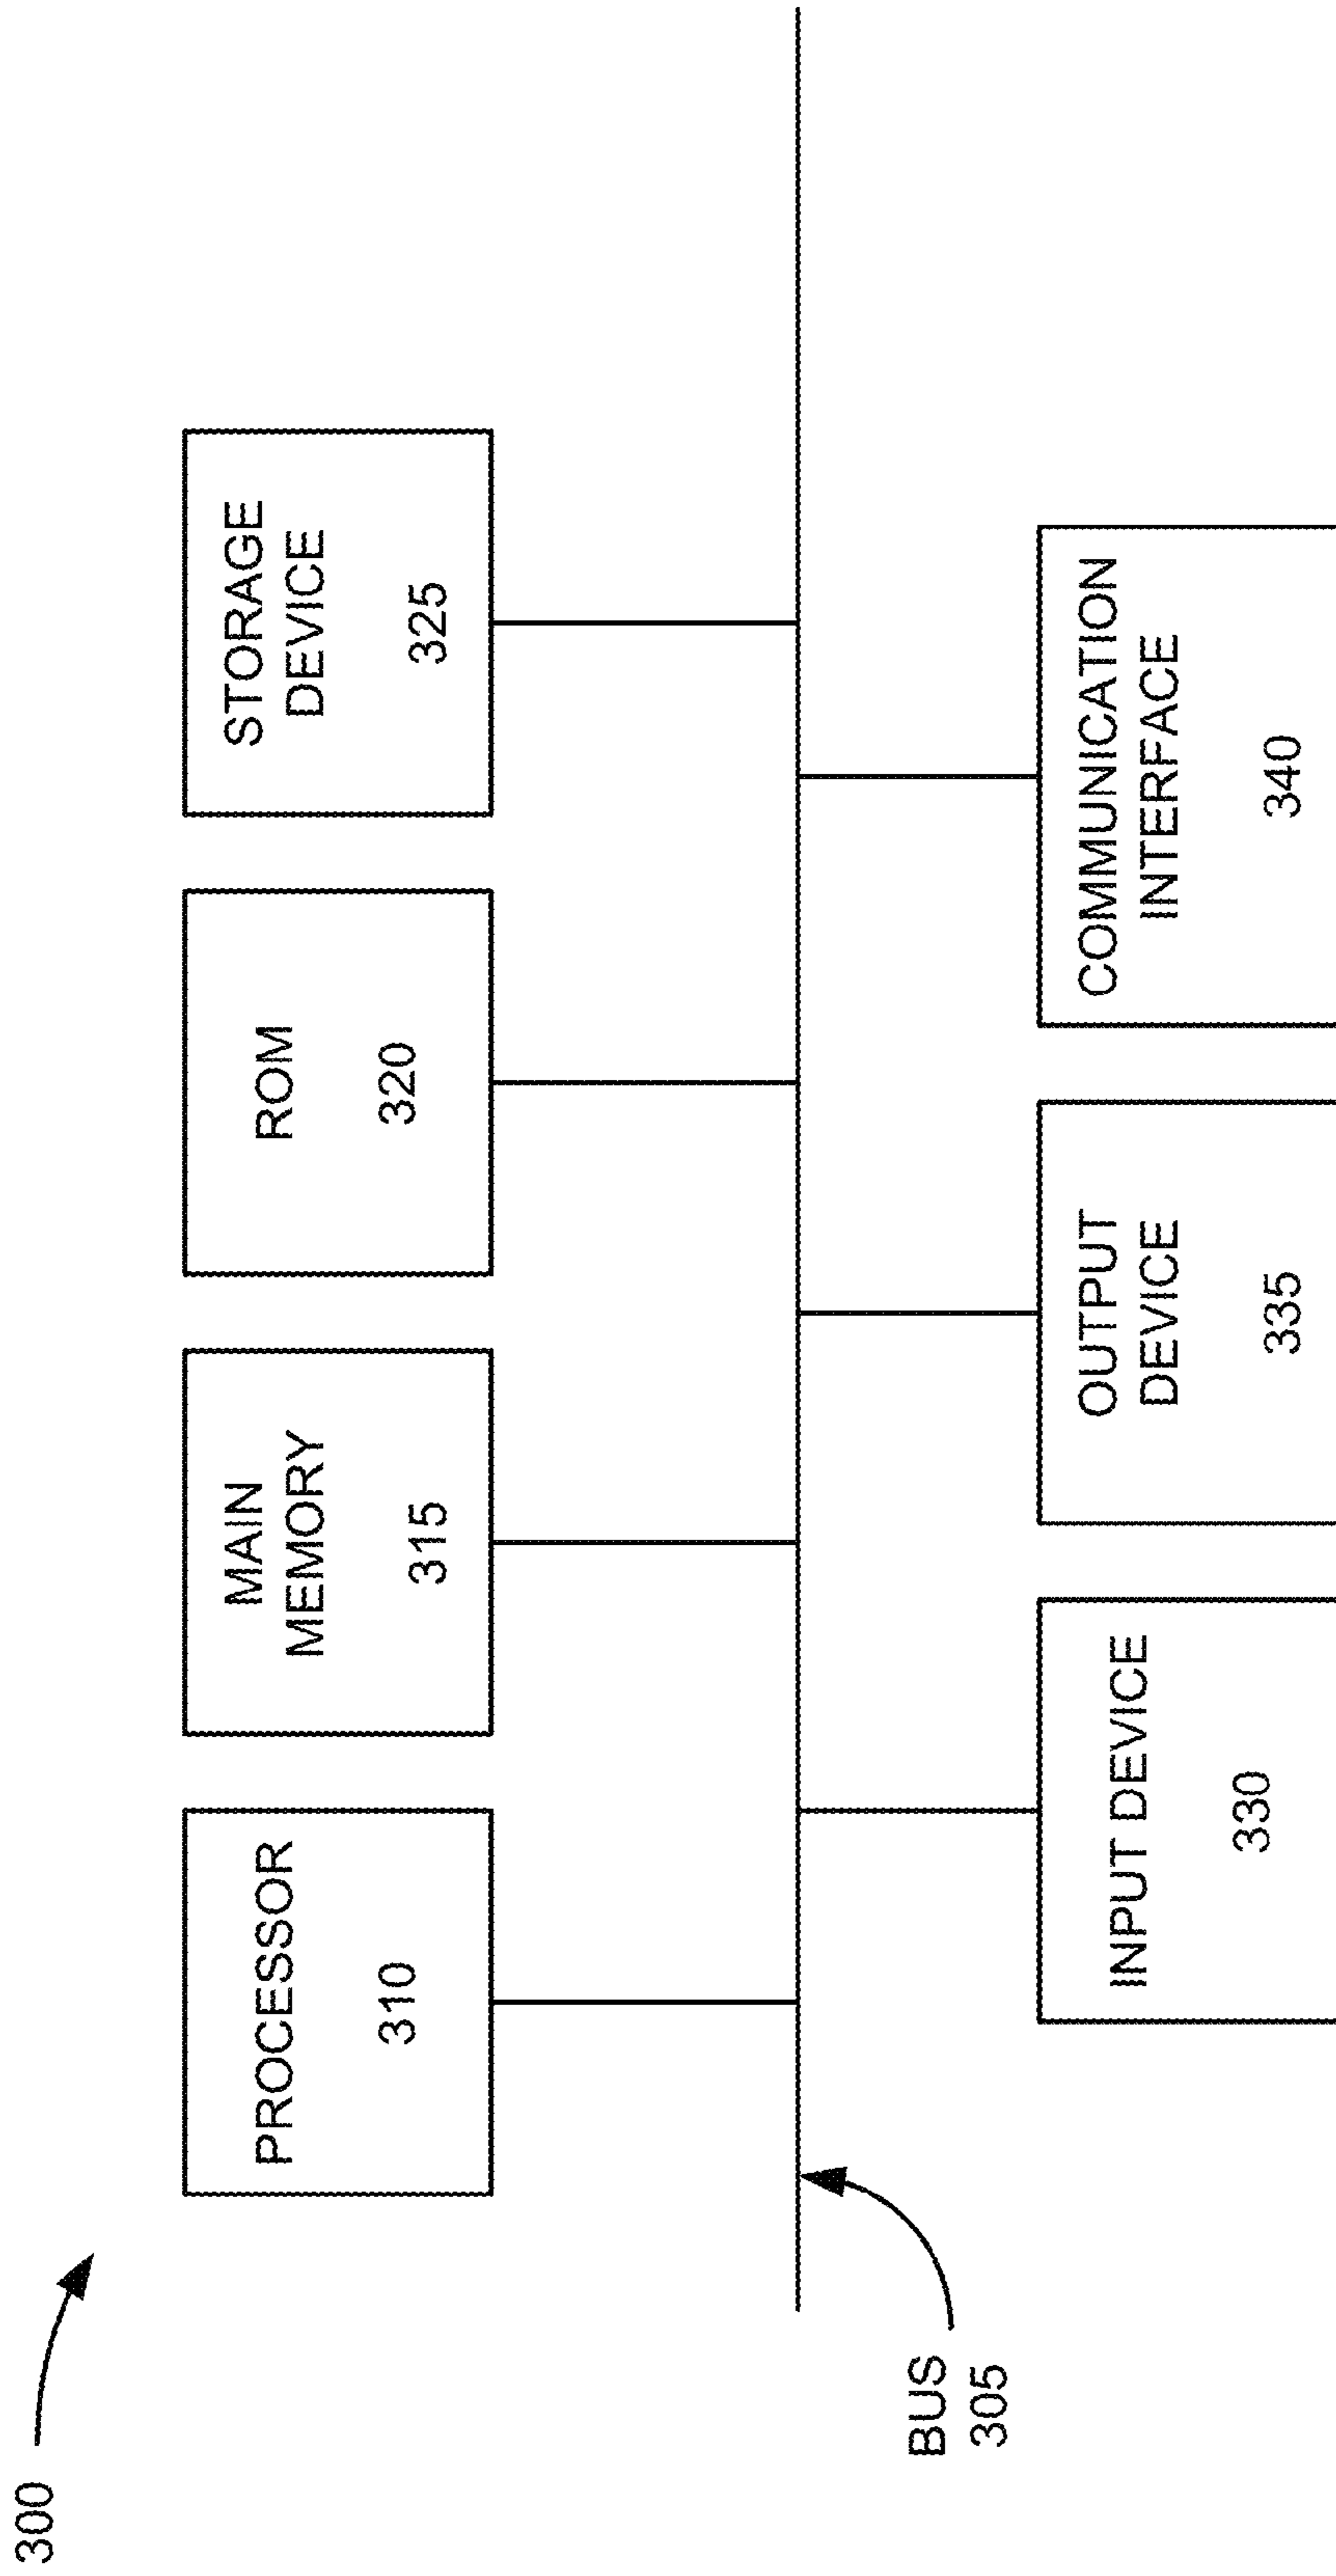 300
PROCESSOR
310
MAIN
MEMORY
315
ROM
320
STORAGE
DEVICE
325
BUS
305
INPUT DEVICE
330
OUTPUT
DEVICE
335
COMMUNICATION
INTERFACE
340